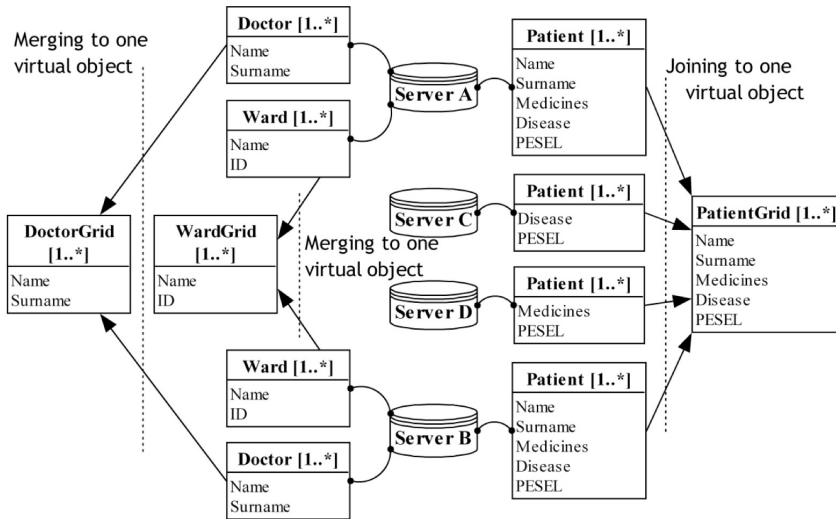 Merging to one
virtual object
Doctor [1..*]
Name
Surname
Ward [1..*]
Name
ID
Server A
Patient [1..*]
Name
Surname
Medicines
Disease
PESEL
Joining to one
virtual object
DoctorGrid
[1..*]
Name
Surname
WardGrid
[1..*]
Name
ID
Merging to one
virtual object
Server C
Patient [1..*]
Disease
PESEL
Server D
Patient [1..*]
Medicines
PESEL
PatientGrid [1..*]
Name
Surname
Medicines
Disease
PESEL
Ward [1..*]
Name
ID
Doctor [1..*]
Name
Surname
Server B
Patient [1..*]
Name
Surname
Medicines
Disease
PESEL